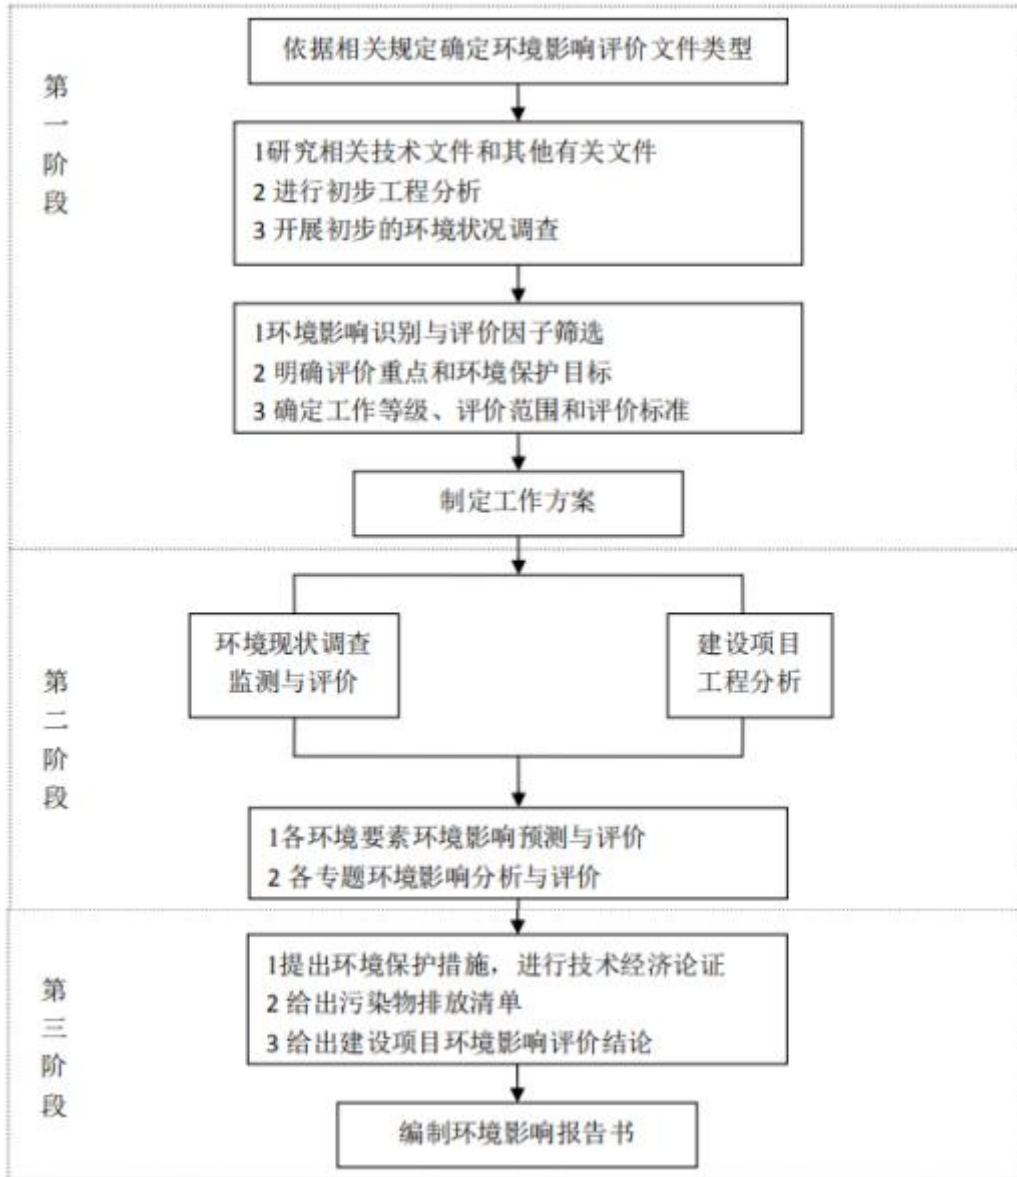 第一阶段
依据相关规定确定环境影响评价文件类型
1研究相关技术文件和其他有关文件
2 进行初步工程分析
3 开展初步的环境状况调查
1环境影响识别与评价因子筛选
2 明确评价重点和环境保护目标
3 确定工作等级、评价范围和评价标准
制定工作方案
第二阶段
环境现状调查
监测与评价
建设项目
工程分析
1各环境要素环境影响预测与评价
2 各专题环境影响分析与评价
第三阶段
1提出环境保护措施，进行技术经济论证
2 给出污染物排放清单
3 给出建设项目环境影响评价结论
编制环境影响报告书